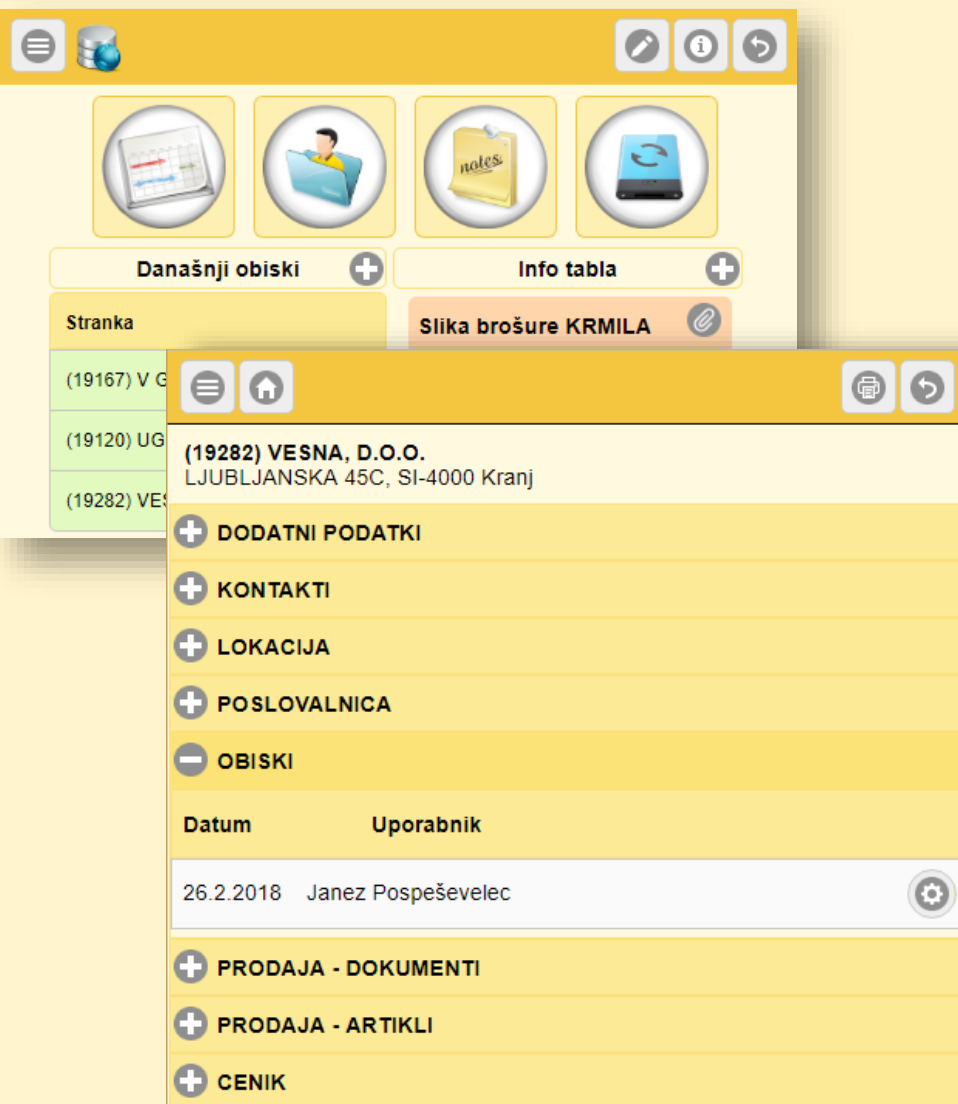 notes.
Današnji obiski
Info tabla
Stranka
Slika brošure KRMILA
(19167) V G
(19120) UG
(19282) VES
(19282) VESNA, D.O.O.
LJUBLJANSKA 45C, SI-4000 Kranj
DODATNI PODATKI
KONTAKTI
LOKACIJA
POSLOVALNICA
OBISKI
Datum Uporabnik
26.2.2018 Janez Pospeševelec
PRODAJA - DOKUMENTI
PRODAJA - ARTIKLI
CENIK